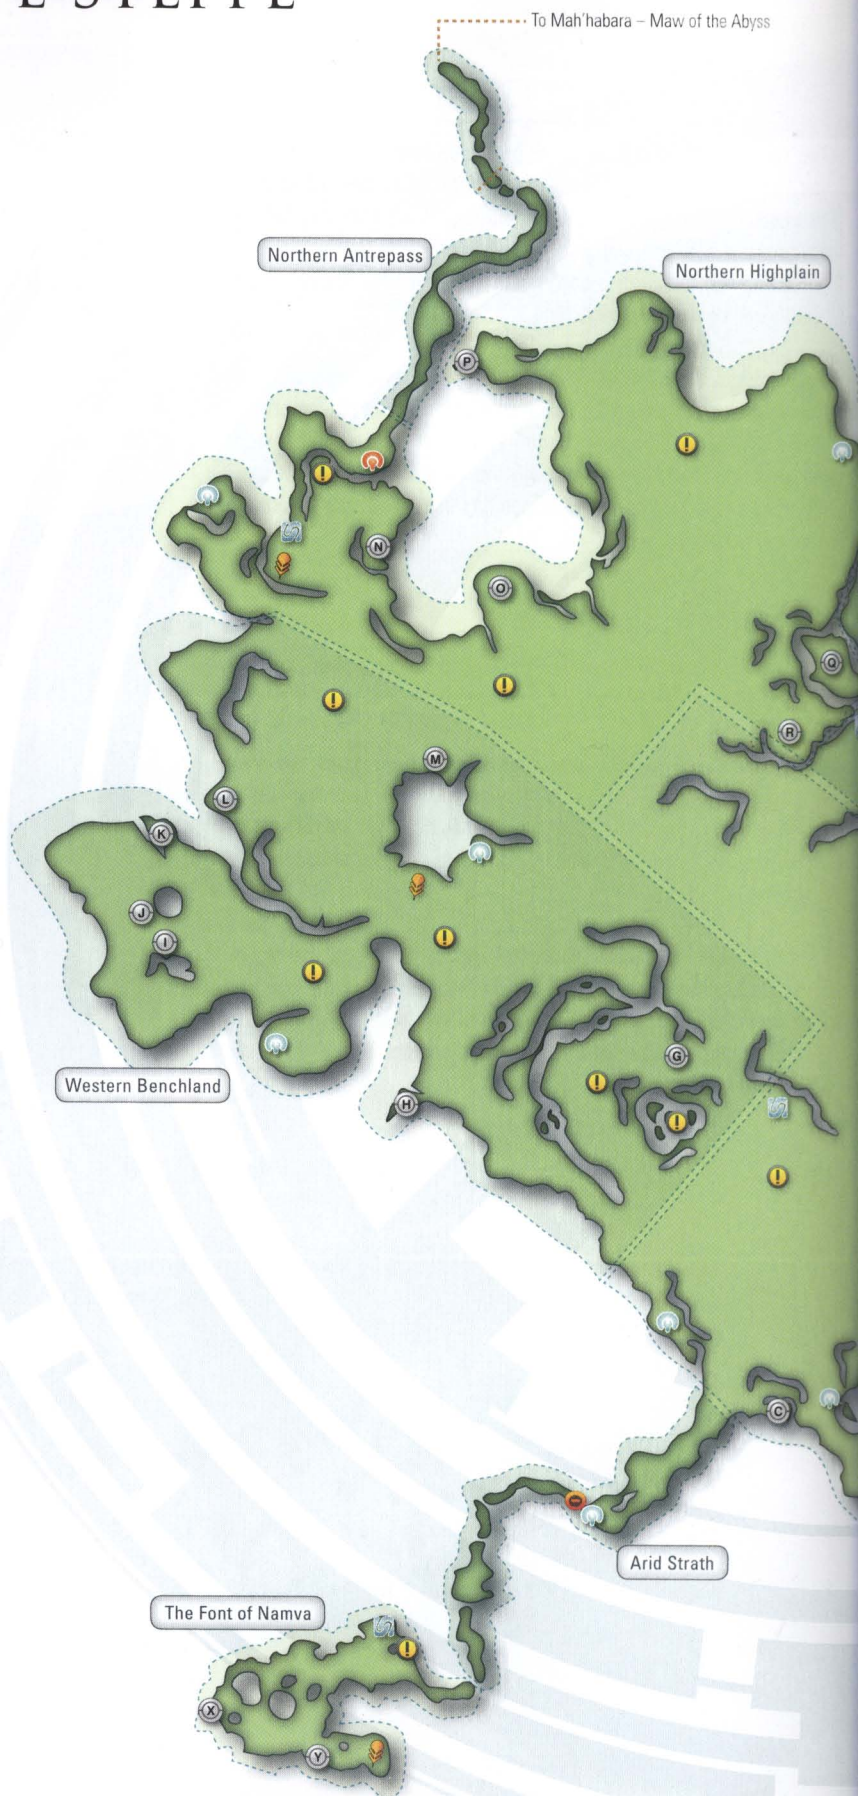 To Mah'habara – Maw of the Abyss
Northern Antrepass
Northern Highplain
P
N
O
Q
R
M
L
K
J
I
G
Western Benchland
H
C
Arid Strath
The Font of Namva
X
Y